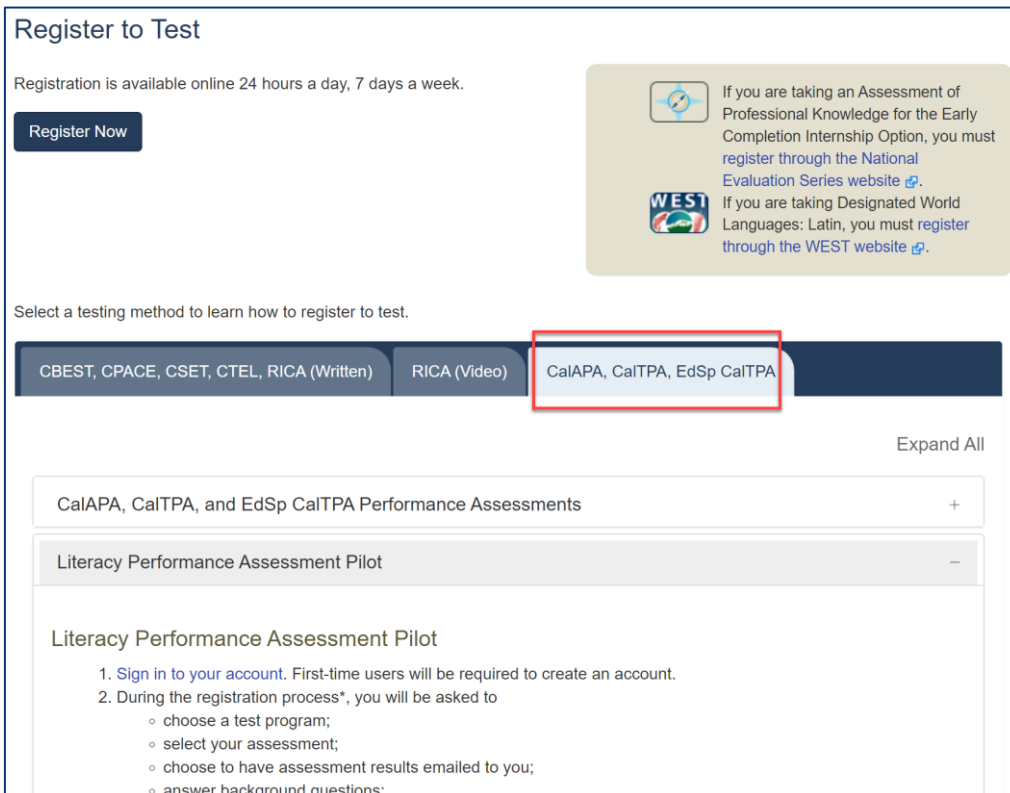 Register to Test
Registration is available online 24 hours a day, 7 days a week.
Register Now
If you are taking an Assessment of
Professional Knowledge for the Early
Completion Internship Option, you must
register through the National
Evaluation Series website.
WEST
If you are taking Designated World
Languages: Latin, you must register
through the WEST website.
Select a testing method to learn how to register to test.
CBEST, CPACE, CSET, CTEL, RICA (Written)
RICA (Video)
CalAPA, CalTPA, EdSp CalTPA
Expand All
CalAPA, CalTPA, and EdSp CalTPA Performance Assessments +
Literacy Performance Assessment Pilot −
Literacy Performance Assessment Pilot
1. Sign in to your account. First-time users will be required to create an account.
2. During the registration process*, you will be asked to
◦ choose a test program;
◦ select your assessment;
◦ choose to have assessment results emailed to you;
◦ answer background questions;